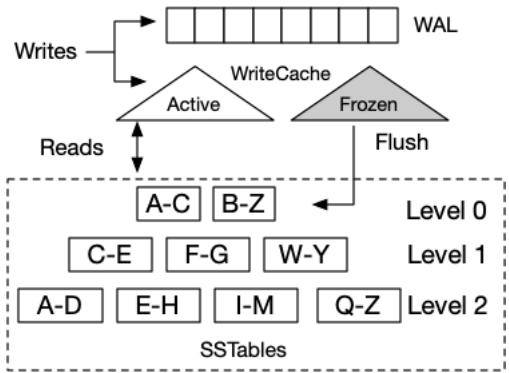 WAL
Writes
WriteCache
Active
Frozen
Reads
Flush
A-C B-Z Level 0
C-E F-G W-Y Level 1
A-D E-H I-M Q-Z Level 2
SSTables